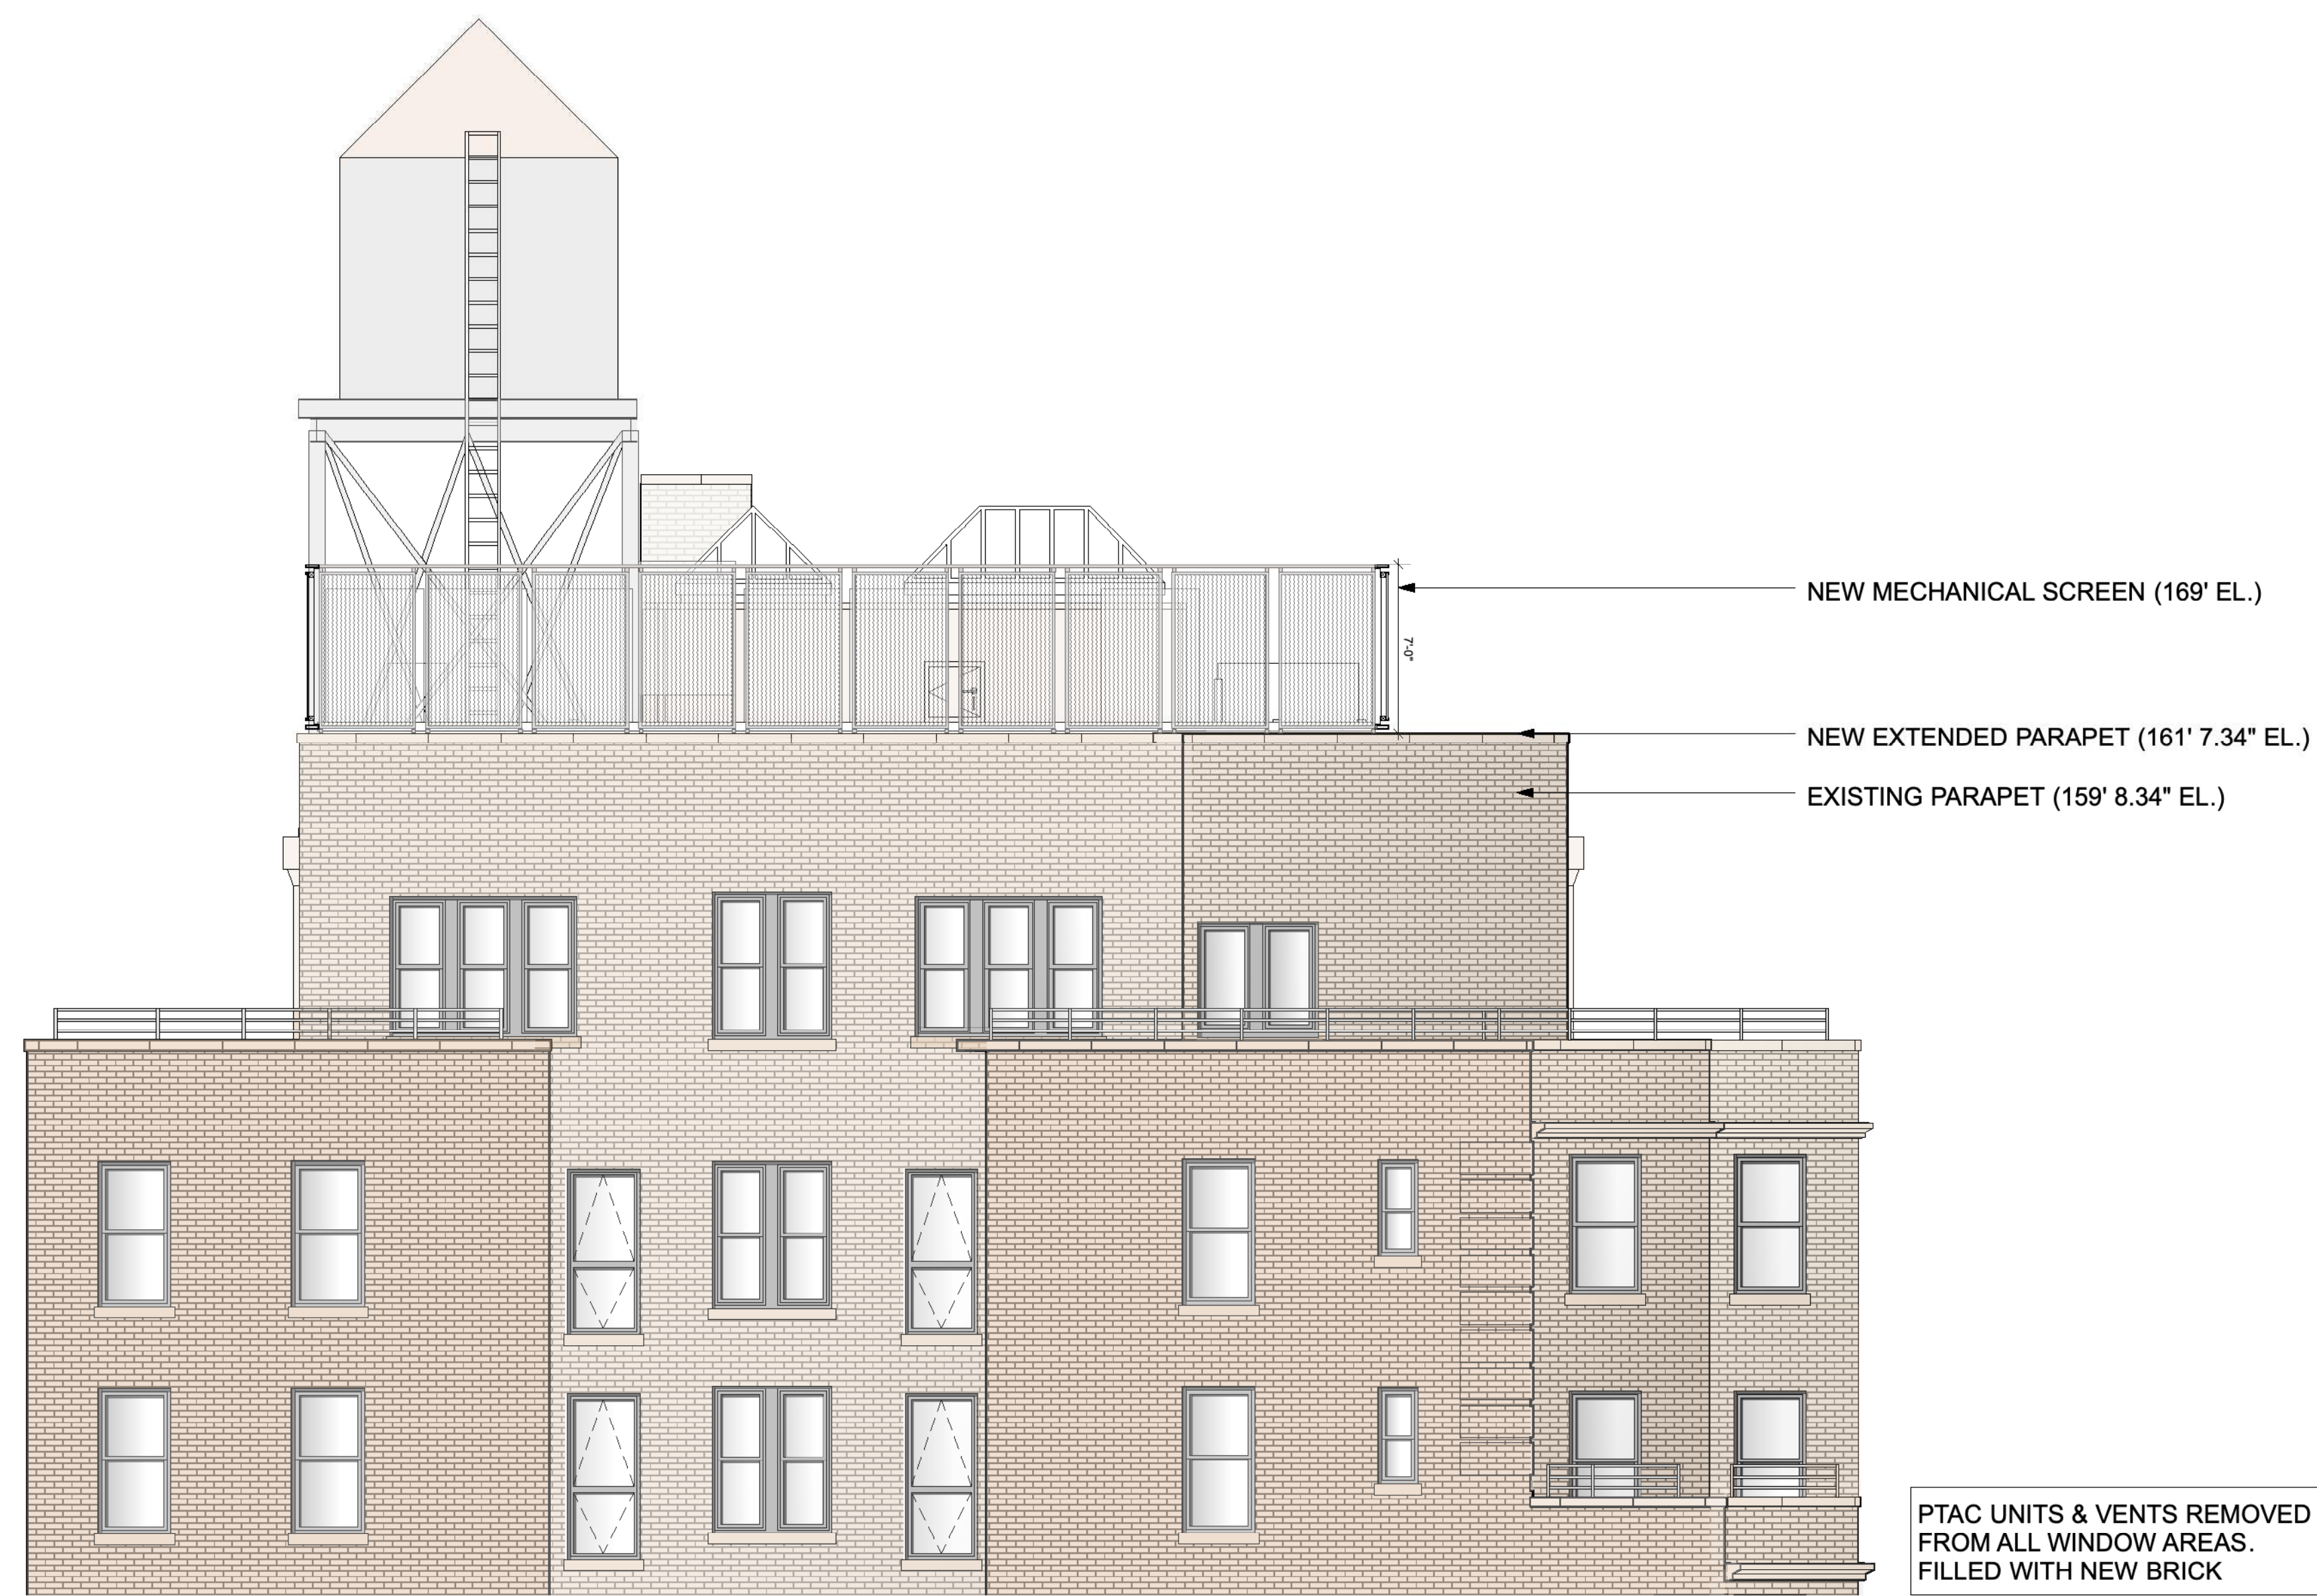 NEW MECHANICAL SCREEN (169' EL.)
7'-0"
NEW EXTENDED PARAPET (161' 7.34" EL.)
EXISTING PARAPET (159' 8.34" EL.)
PTAC UNITS & VENTS REMOVED
FROM ALL WINDOW AREAS.
FILLED WITH NEW BRICK